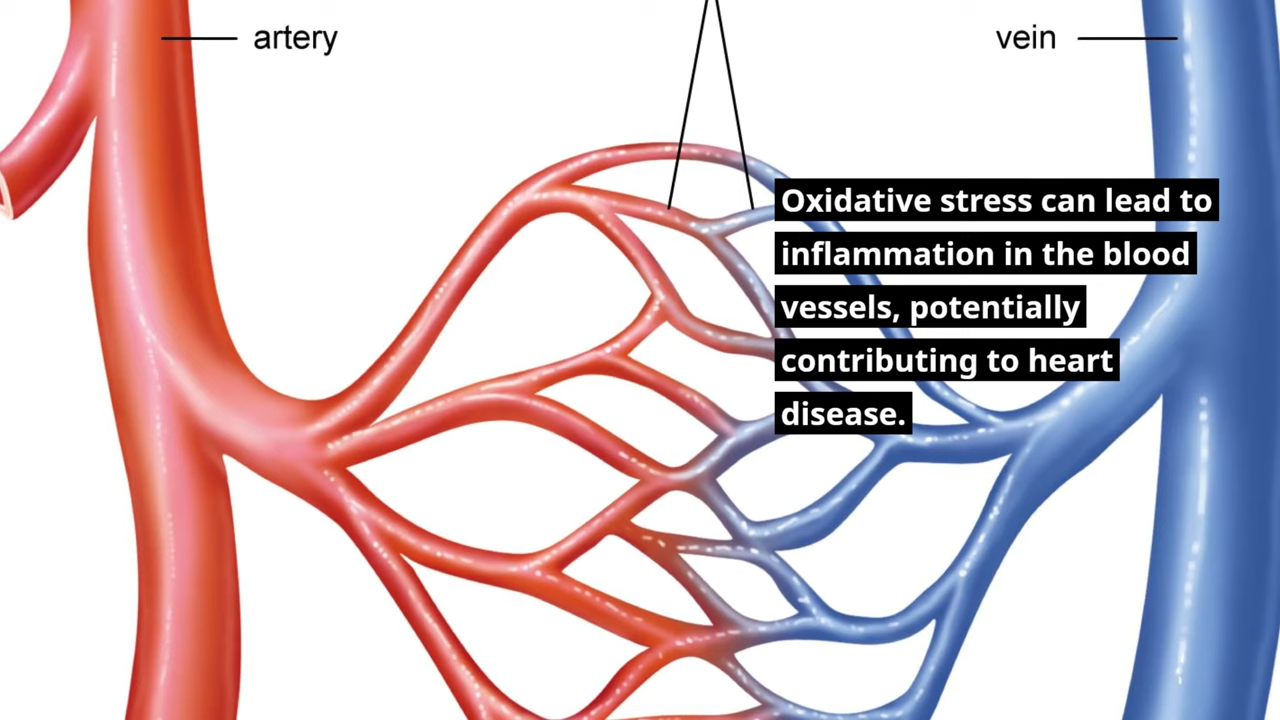 artery
vein
Oxidative stress can lead to
inflammation in the blood
vessels, potentially
contributing to heart
disease.